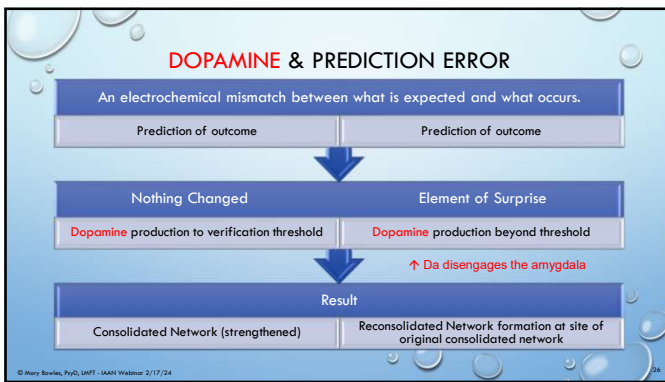 DOPAMINE & PREDICTION ERROR
An electrochemical mismatch between what is expected and what occurs.
Prediction of outcome
Prediction of outcome
Nothing Changed
Element of Surprise
Dopamine production to verification threshold
Dopamine production beyond threshold
↑ Da disengages the amygdala
Result
Consolidated Network (strengthened)
Reconsolidated Network formation at site of
original consolidated network
© Mary Bowles, PsyD, LMFT - IAAN Webinar 2/17/24
26